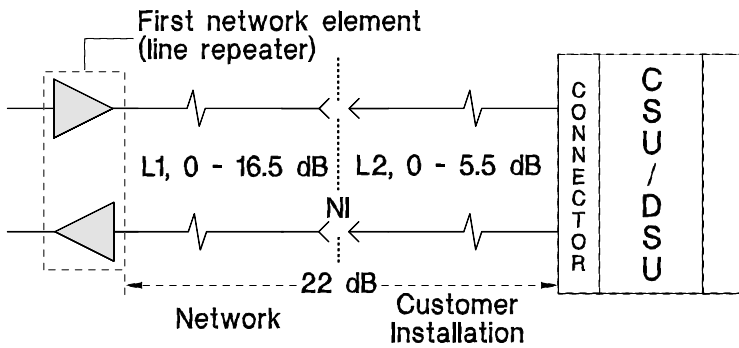 First network element
(line repeater)
L1, 0 - 16.5 dB
L2, 0 - 5.5 dB
NI
22 dB
Network
Customer
Installation
CONNECTOR
CSU/DSU